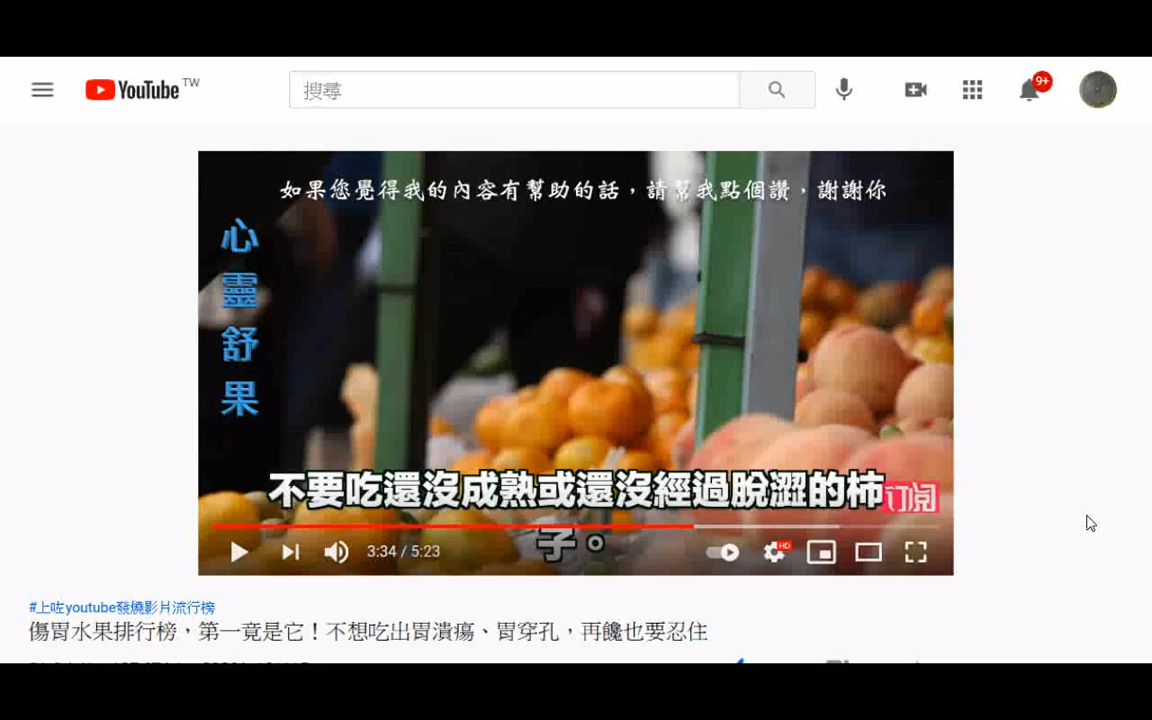 YouTube TW
搜尋
9+
如果您覺得我的內容有幫助的話，請幫我點個讚，謝謝你
心靈舒果
不要吃還沒成熟或還沒經過脫澀的柿
子。
订阅
3:34 / 5:23
HD
#上咗youtube發燒影片流行榜
傷胃水果排行榜，第一竟是它！不想吃出胃潰瘍、胃穿孔，再饞也要忍住